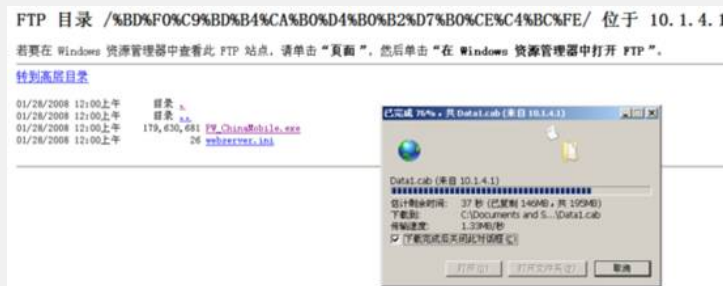 FTP 目录 /%BD%F0%C9%BD%B4%CA%B0%D4%B0%B2%D7%B0%CE%C4%BC%FE/ 位于 10.1.4.1
若要在 Windows 资源管理器中查看此 FTP 站点，请单击“页面”，然后单击“在 Windows 资源管理器中打开 FTP”。
转到高层目录
01/28/2008 12:00上午 目录 .
01/28/2008 12:00上午 目录 ..
01/28/2008 12:00上午 179,630,681 PW_ChinaMobile.exe
01/28/2008 12:00上午 26 webserver.ini
已完成 76%，共 Data1.cab (来自 10.1.4.1)
Data1.cab (来自 10.1.4.1)
估计剩余时间: 37 秒 (已复制 146MB，共 195MB)
下载到: C:\Documents and S...\Data1.cab
传输速度: 1.33MB/秒
下载完成后关闭此对话框(C)
打开(O) 打开文件夹(F) 取消